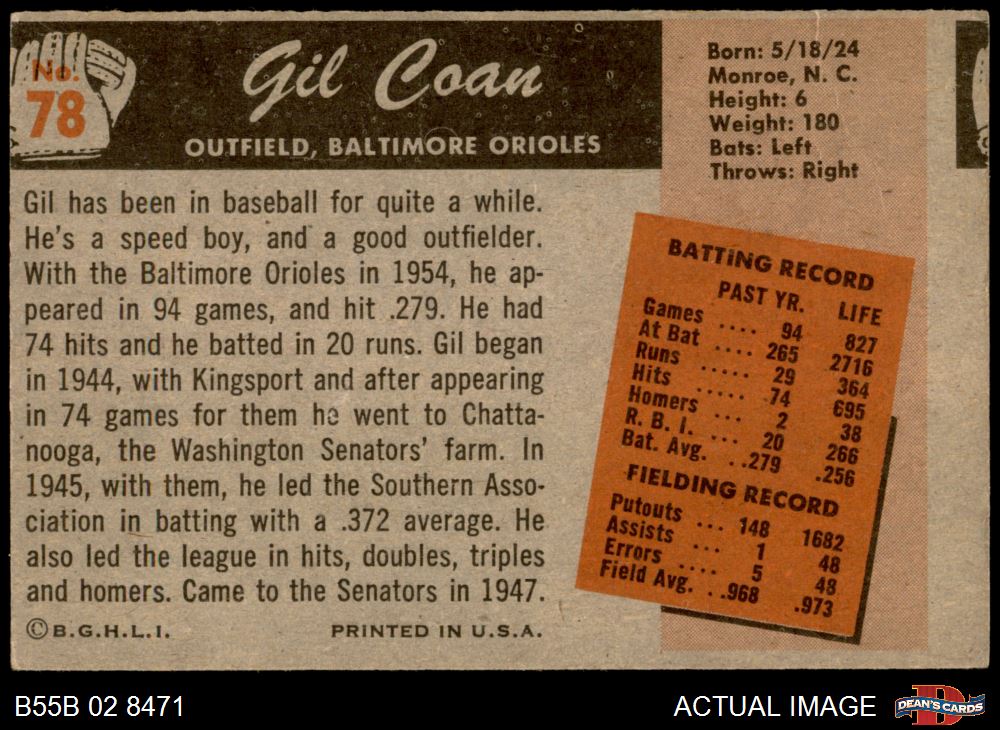 No.
78
Gil Coan
OUTFIELD, BALTIMORE ORIOLES
Born: 5/18/24
Monroe, N. C.
Height: 6
Weight: 180
Bats: Left
Throws: Right
Gil has been in baseball for quite a while.
He's a speed boy, and a good outfielder.
With the Baltimore Orioles in 1954, he ap-
peared in 94 games, and hit .279. He had
74 hits and he batted in 20 runs. Gil began
in 1944, with Kingsport and after appearing
in 74 games for them he went to Chatta-
nooga, the Washington Senators' farm. In
1945, with them, he led the Southern Asso-
ciation in batting with a .372 average. He
also led the league in hits, doubles, triples
and homers. Came to the Senators in 1947.
©B.G.H.L.I. PRINTED IN U.S.A.
BATTING RECORD
PAST YR. LIFE
Games .... 94 827
At Bat .... 265 2716
Runs ..... 29 364
Hits ..... 74 695
Homers ... 2 38
R. B. I. ... 20 266
Bat. Avg. ..279 .256
FIELDING RECORD
Putouts ... 148 1682
Assists ... 1 48
Errors .... 5 48
Field Avg. ..968 .973
B55B 02 8471 ACTUAL IMAGE DEAN'S CARDS